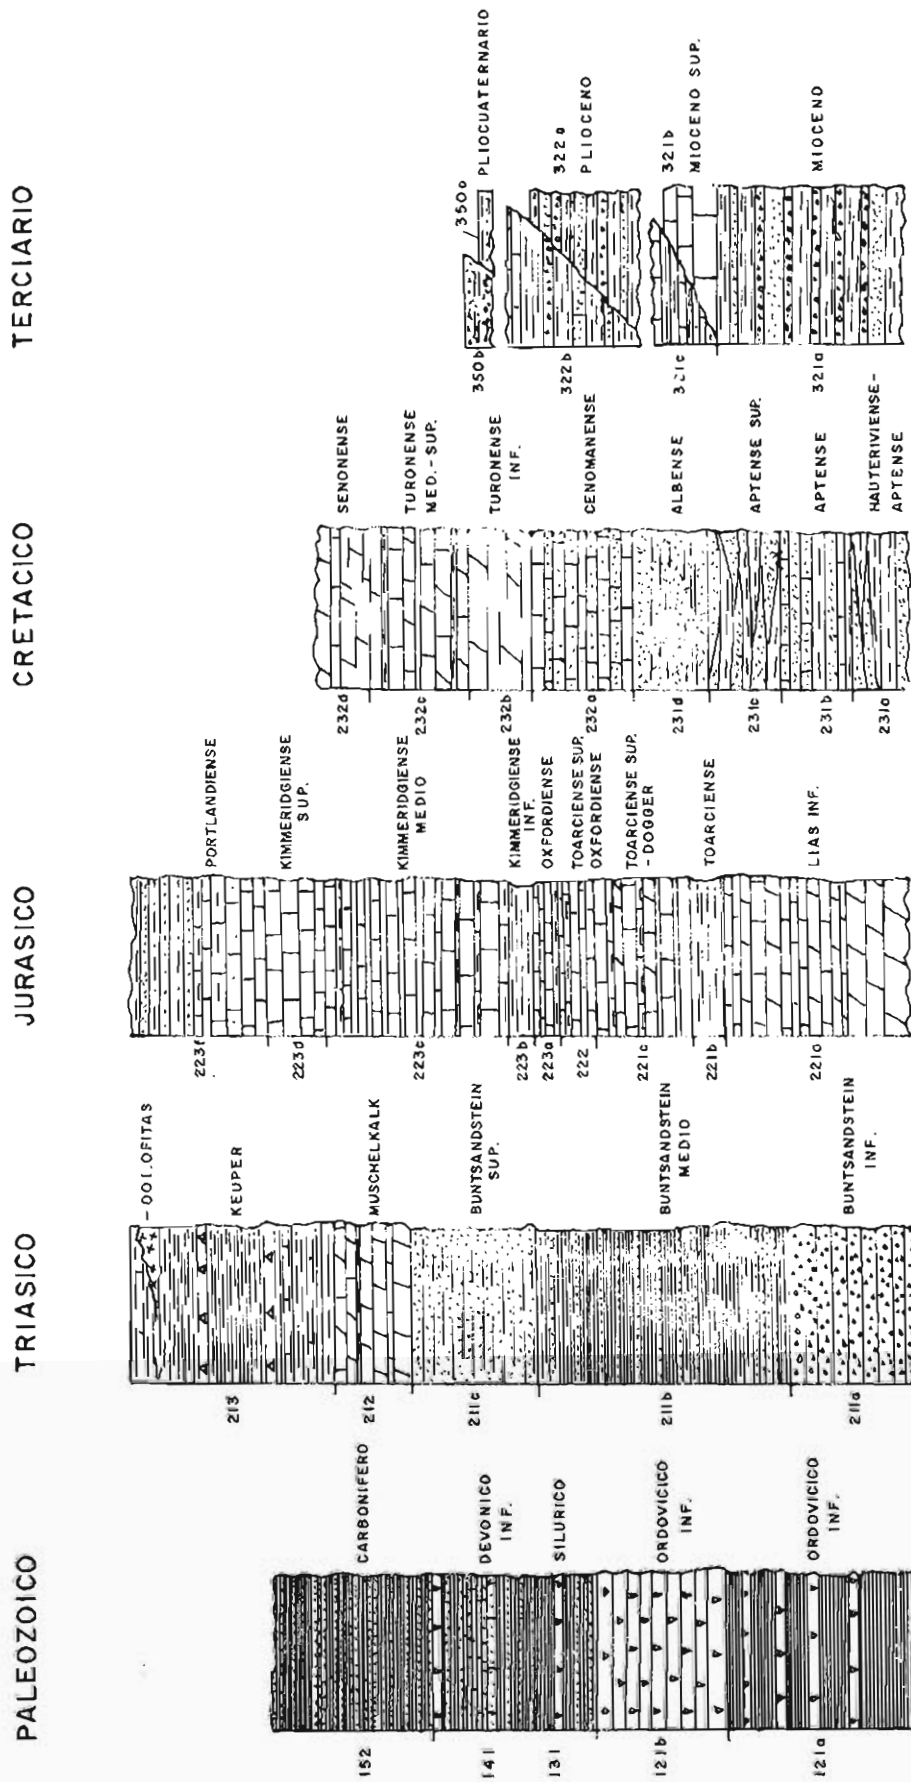 PALEOZOICO
152
CARBONIFERO
141
DEVONICO
INF.
131
SILURICO
121b
ORDOVICICO
INF.
121a
ORDOVICICO
INF.
TRIASICO
-001.OFITAS
213
KEUPER
212
MUSCHELKALK
211c
BUNTSANDSTEIN
SUP.
211b
BUNTSANDSTEIN
MEDIO
211a
BUNTSANDSTEIN
INF.
JURASICO
223f
PORTLANDIENSE
223d
KIMMERIDGIENSE
SUP.
223c
KIMMERIDGIENSE
MEDIO
223b
KIMMERIDGIENSE
INF.
223a
OXFORDIENSE
222
TOARCIENSE SUP.
OXFORDIENSE
221c
TOARCIENSE SUP.
-DOGGER
221b
TOARCIENSE
221a
LIAS INF.
CRETACICO
232d
SENONENSE
232c
TURONENSE
MED.-SUP.
232b
TURONENSE
INF.
232a
CENOMANENSE
231d
ALBENSE
231c
APTENSE SUP.
231b
APTENSE
231a
HAUTERIVIENSE-
APTENSE
TERCIARIO
350b
350a
PLIOCUATERNARIO
322b
322a
PLIOCENO
321c
321b
MIOCENO SUP.
321a
MIOCENO